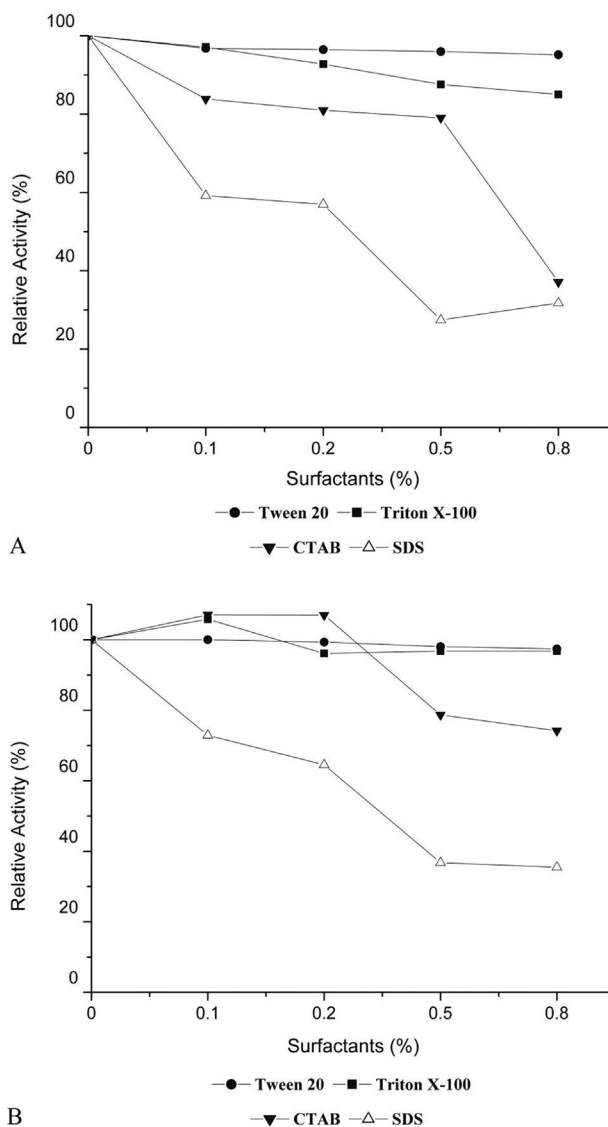 100
80
60
40
20
0
Relative Activity (%)
0 0.1 0.2 0.5 0.8
Surfactants (%)
Tween 20 Triton X-100
CTAB SDS
A
100
80
60
40
20
0
Relative Activity (%)
0 0.1 0.2 0.5 0.8
Surfactants (%)
Tween 20 Triton X-100
CTAB SDS
B